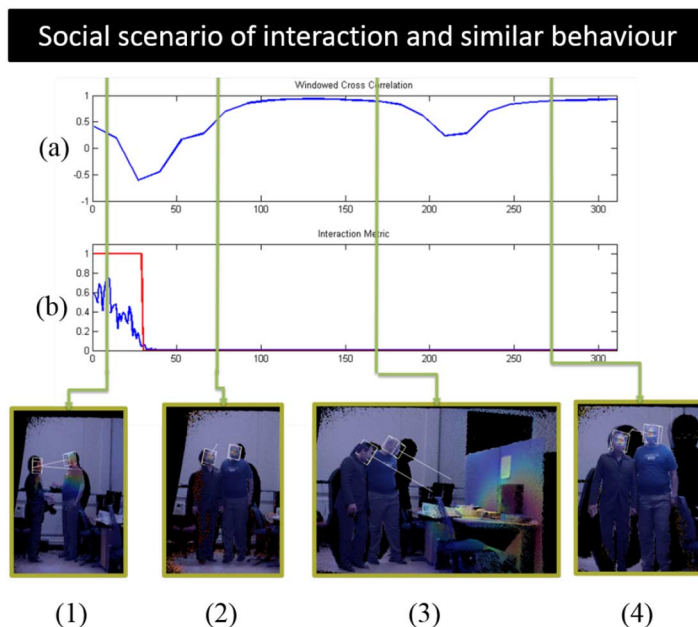 Social scenario of interaction and similar behaviour
Windowed Cross Correlation
(a)
1
0.5
0
-0.5
-1
0 50 100 150 200 250 300
Interaction Metric
(b)
1
0.8
0.6
0.4
0.2
0
0 50 100 150 200 250 300
(1) (2) (3) (4)